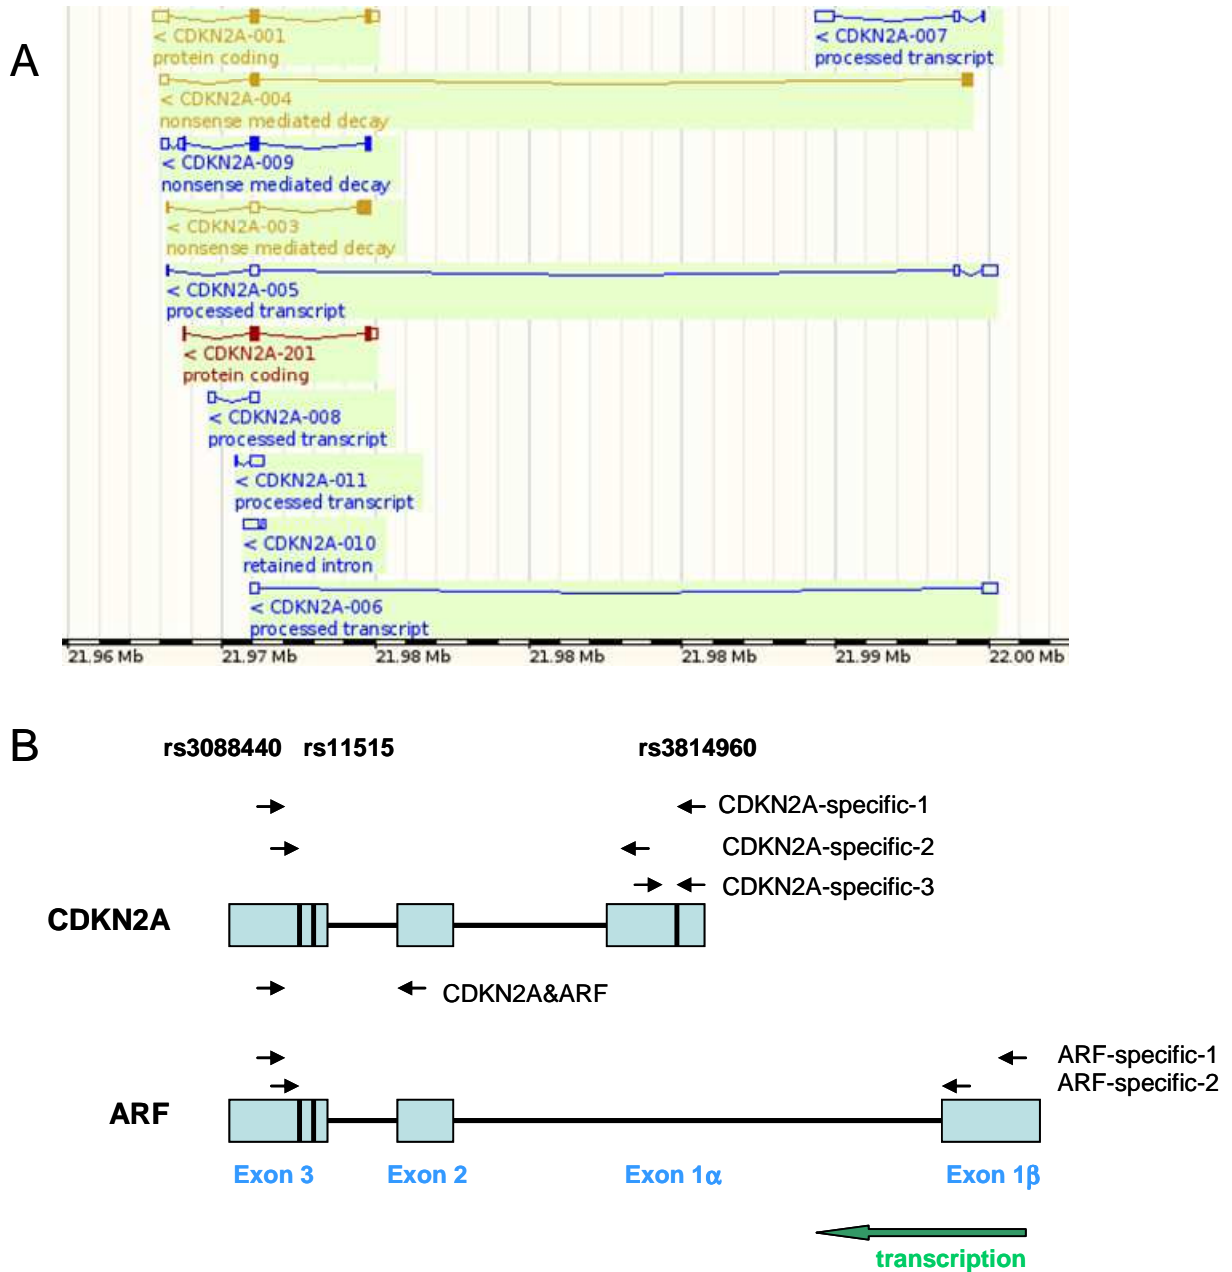 A
< CDKN2A-001
protein coding
< CDKN2A-007
processed transcript
< CDKN2A-004
nonsense mediated decay
< CDKN2A-009
nonsense mediated decay
< CDKN2A-003
nonsense mediated decay
< CDKN2A-005
processed transcript
< CDKN2A-201
protein coding
< CDKN2A-008
processed transcript
< CDKN2A-011
processed transcript
< CDKN2A-010
retained intron
< CDKN2A-006
processed transcript
21.96 Mb 21.97 Mb 21.98 Mb 21.98 Mb 21.98 Mb 21.99 Mb 22.00 Mb
B
rs3088440 rs11515 rs3814960
CDKN2A-specific-1
CDKN2A-specific-2
CDKN2A-specific-3
CDKN2A
CDKN2A&ARF
ARF-specific-1
ARF-specific-2
ARF
Exon 3 Exon 2 Exon 1α Exon 1β
transcription